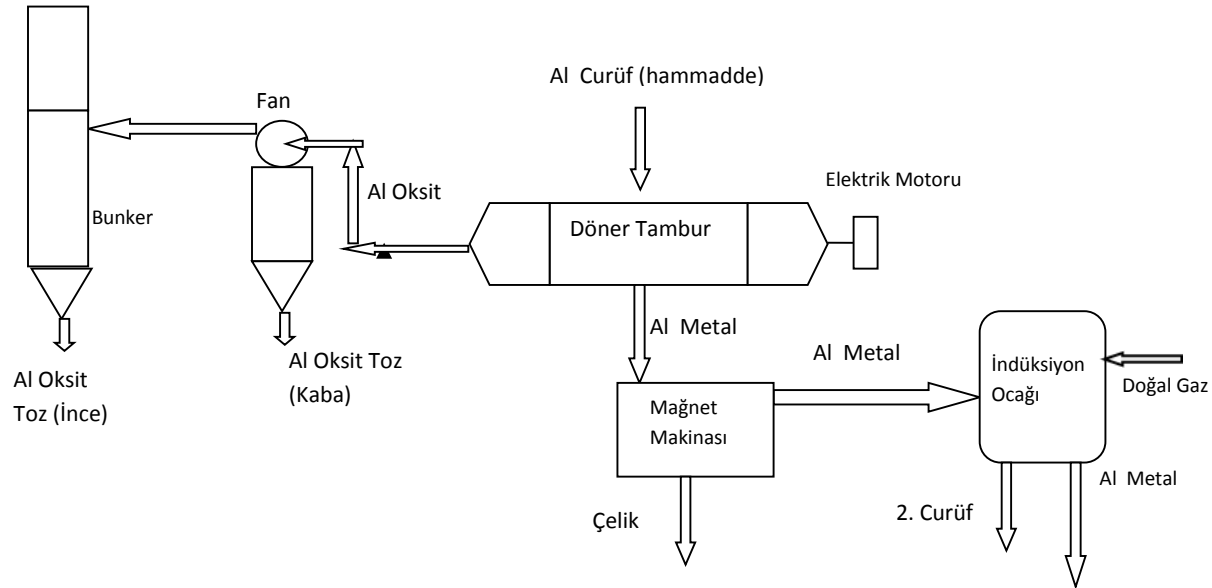 Al Curüf (hammadde)
Fan
Elektrik Motoru
Al Oksit
Döner Tambur
Bunker
Al Metal
Al Metal
İndüksiyon
Ocağı
Doğal Gaz
Al Oksit
Toz (İnce)
Al Oksit Toz
(Kaba)
Mağnet
Makinası
Al Metal
2. Curüf
Çelik